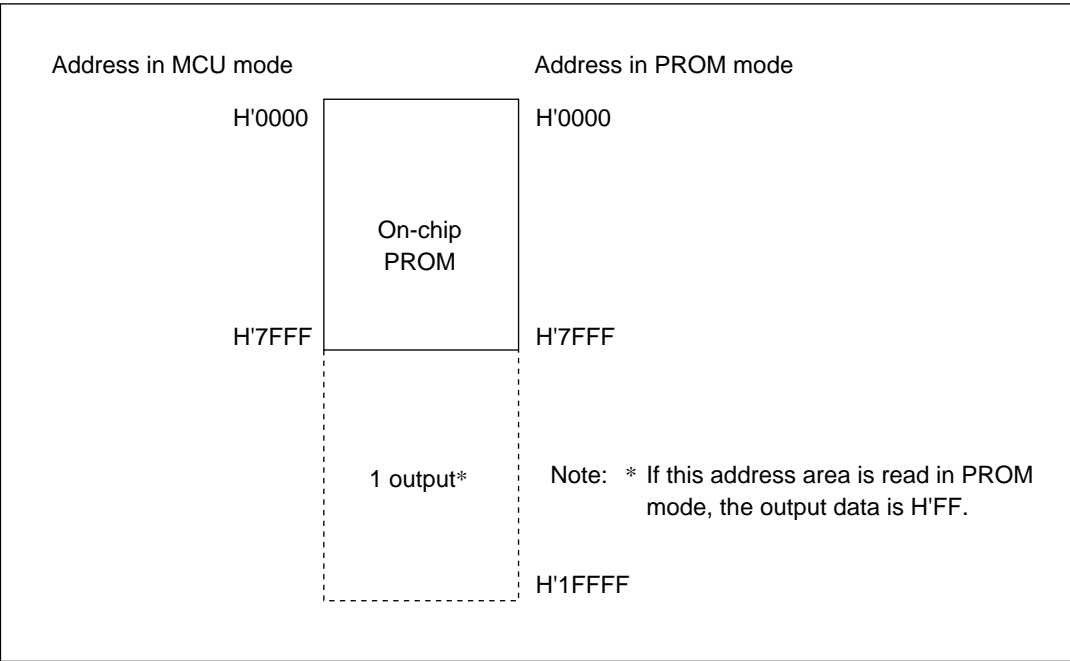 Address in MCU mode Address in PROM mode
H'0000 H'0000
On-chip
PROM
H'7FFF H'7FFF
1 output*
Note: * If this address area is read in PROM
mode, the output data is H'FF.
H'1FFFF